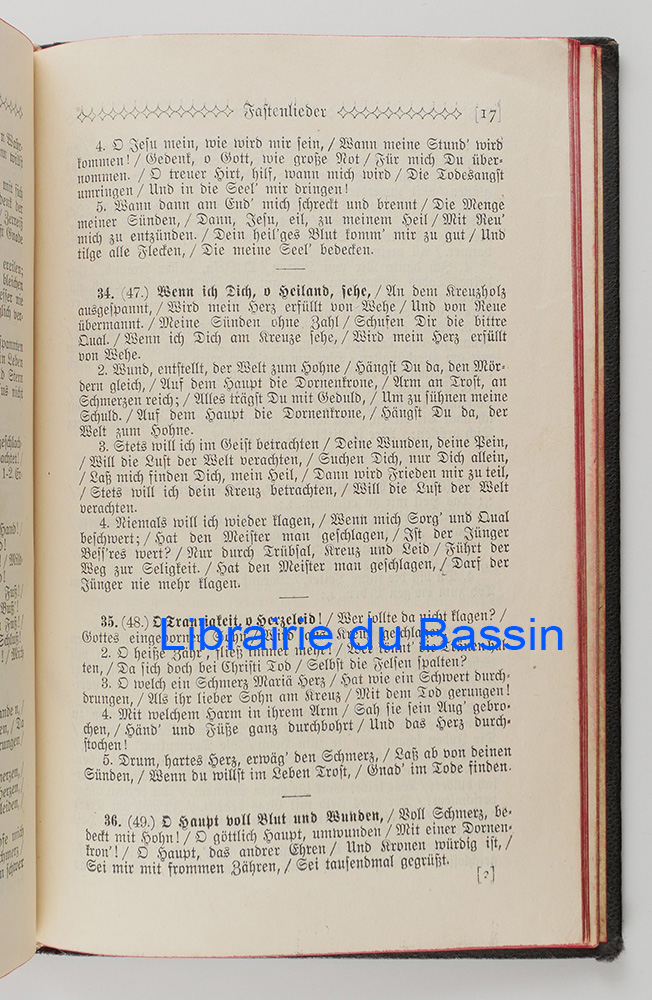 Fastenlieder [17]
4. O Jesu mein, wie wird mir sein, / Wann meine Stund' wird
kommen! / Gedenk, o Gott, wie große Not / Für mich Du über-
nommen. / O treuer Hirt, hilf, wann mich wird / Die Todesangst
umringen / Und in die Seel' mir dringen!
5. Wann dann am End' mich schreckt und brennt / Die Menge
meiner Sünden, / Dann, Jesu, eil, zu meinem Heil / Mit Reu'
mich zu entzünden. / Dein heil'ges Blut komm' mir zu gut / Und
tilge alle Flecken, / Die meine Seel' bedecken.
34. (47.) Wenn ich Dich, o Heiland, sehe, / An dem Kreuzholz
ausgespannt, / Wird mein Herz erfüllt von Wehe / Und von Reue
übermannt. / Meine Sünden ohne Zahl / Schufen Dir die bittre
Qual. / Wenn ich Dich am Kreuze sehe, / Wird mein Herz erfüllt
von Wehe.
2. Wund, entstellt, der Welt zum Hohne / Hängst Du da, den Mör-
dern gleich, / Auf dem Haupt die Dornenkrone, / Arm an Trost, an
Schmerzen reich; / Alles trägst Du mit Geduld, / Um zu sühnen meine
Schuld. / Auf dem Haupt die Dornenkrone, / Hängst Du da, der
Welt zum Hohne.
3. Stets will ich im Geist betrachten / Deine Wunden, deine Pein,
/ Will die Lust der Welt verachten, / Suchen Dich, nur Dich allein,
/ Laß mich finden Dich, mein Heil, / Dann wird Frieden mir zu teil,
/ Stets will ich dein Kreuz betrachten, / Will die Lust der Welt
verachten.
4. Niemals will ich wieder klagen, / Wenn mich Sorg' und Qual
beschwert; / Hat den Meister man geschlagen, / Ist der Jünger
Bess'res wert? / Nur durch Trübsal, Kreuz und Leid / Führt der
Weg zur Seligkeit. / Hat den Meister man geschlagen, / Darf der
Jünger nie mehr klagen.
35. (48.) O Traurigkeit, o Herzeleid! / Wer sollte da nicht klagen? /
Gottes eingebornen Sohn / Wird ans Kreuz geschlagen
Librairie du Bassin
2. O heiße Zähr', fließ immer mehr! / Wer könnt' der Tränen hü-
ten, / Da sich doch bei Christi Tod / Selbst die Felsen spalten?
3. O welch ein Schmerz Mariä Herz / Hat wie ein Schwert durch-
drungen, / Als ihr lieber Sohn am Kreuz / Mit dem Tod gerungen!
4. Mit welchem Harm in ihrem Arm / Sah sie sein Aug' gebro-
chen, / Händ' und Füße ganz durchbohrt / Und das Herz durch-
stochen!
5. Drum, hartes Herz, erwäg' den Schmerz, / Laß ab von deinen
Sünden, / Wenn du willst im Leben Trost, / Gnad' im Tode finden.
36. (49.) O Haupt voll Blut und Wunden, / Voll Schmerz, be-
deckt mit Hohn! / O göttlich Haupt, umwunden / Mit einer Dornen-
kron'! / O Haupt, das andrer Ehren / Und Kronen würdig ist, /
Sei mir mit frommen Zähren, / Sei tausendmal gegrüßt.
[2]